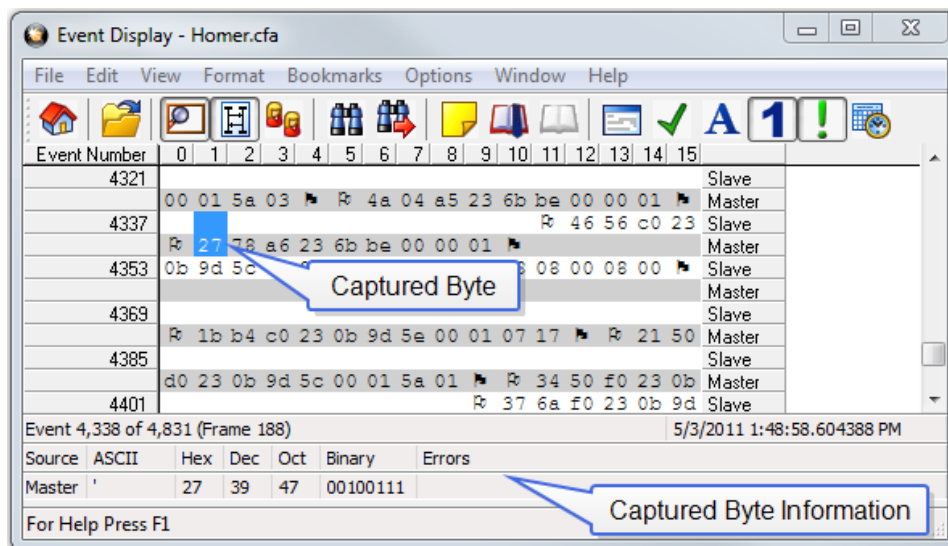 Event Display - Homer.cfa
File Edit View Format Bookmarks Options Window Help
A 1 !
Event Number 0 1 2 3 4 5 6 7 8 9 10 11 12 13 14 15
4321 Slave
00 01 5a 03 4a 04 a5 23 6b be 00 00 01 Master
4337 46 56 c0 23 Slave
27 78 a6 23 6b be 00 00 01 Master
4353 0b 9d 5c 08 00 08 00 Slave
Captured Byte
Master
4369 Slave
1b b4 c0 23 0b 9d 5e 00 01 07 17 21 50 Master
4385 Slave
d0 23 0b 9d 5c 00 01 5a 01 34 50 f0 23 0b Master
4401 37 6a f0 23 0b 9d Slave
Event 4,338 of 4,831 (Frame 188) 5/3/2011 1:48:58.604388 PM
Source ASCII Hex Dec Oct Binary Errors
Master ' 27 39 47 00100111
Captured Byte Information
For Help Press F1